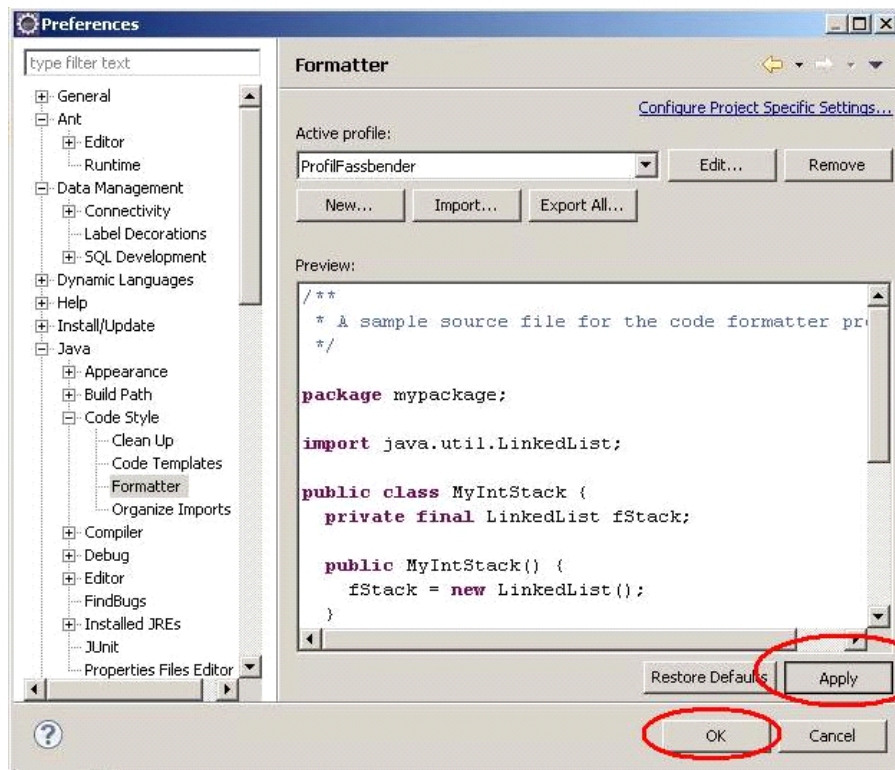 Preferences
type filter text
General
Ant
Editor
Runtime
Data Management
Connectivity
Label Decorations
SQL Development
Dynamic Languages
Help
Install/Update
Java
Appearance
Build Path
Code Style
Clean Up
Code Templates
Formatter
Organize Imports
Compiler
Debug
Editor
FindBugs
Installed JREs
JUnit
Properties Files Editor
Formatter
Configure Project Specific Settings...
Active profile:
ProfilFassbender
Edit...
Remove
New...
Import...
Export All...
Preview:
/**
 * A sample source file for the code formatter pr
 */
package mypackage;
import java.util.LinkedList;
public class MyIntStack {
  private final LinkedList fStack;
  public MyIntStack() {
    fStack = new LinkedList();
  }
Restore Defaults
Apply
?
OK
Cancel